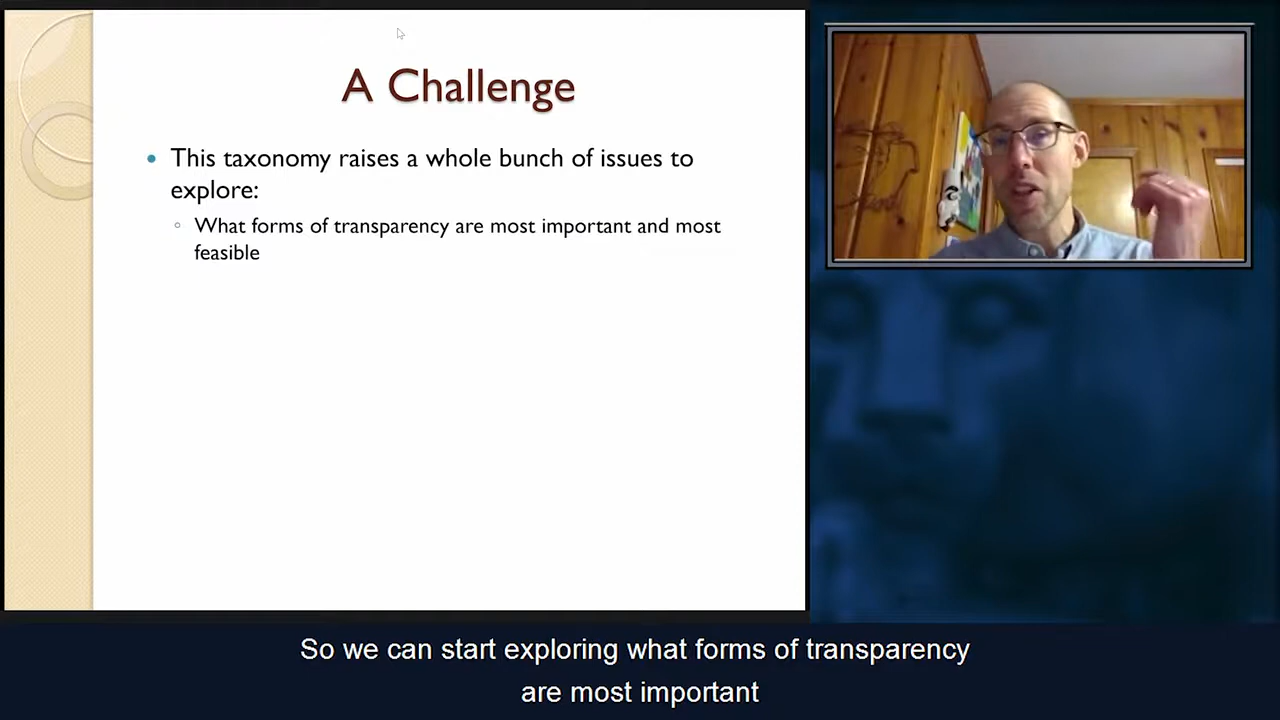 A Challenge
• This taxonomy raises a whole bunch of issues to
explore:
◦ What forms of transparency are most important and most
feasible
So we can start exploring what forms of transparency
are most important